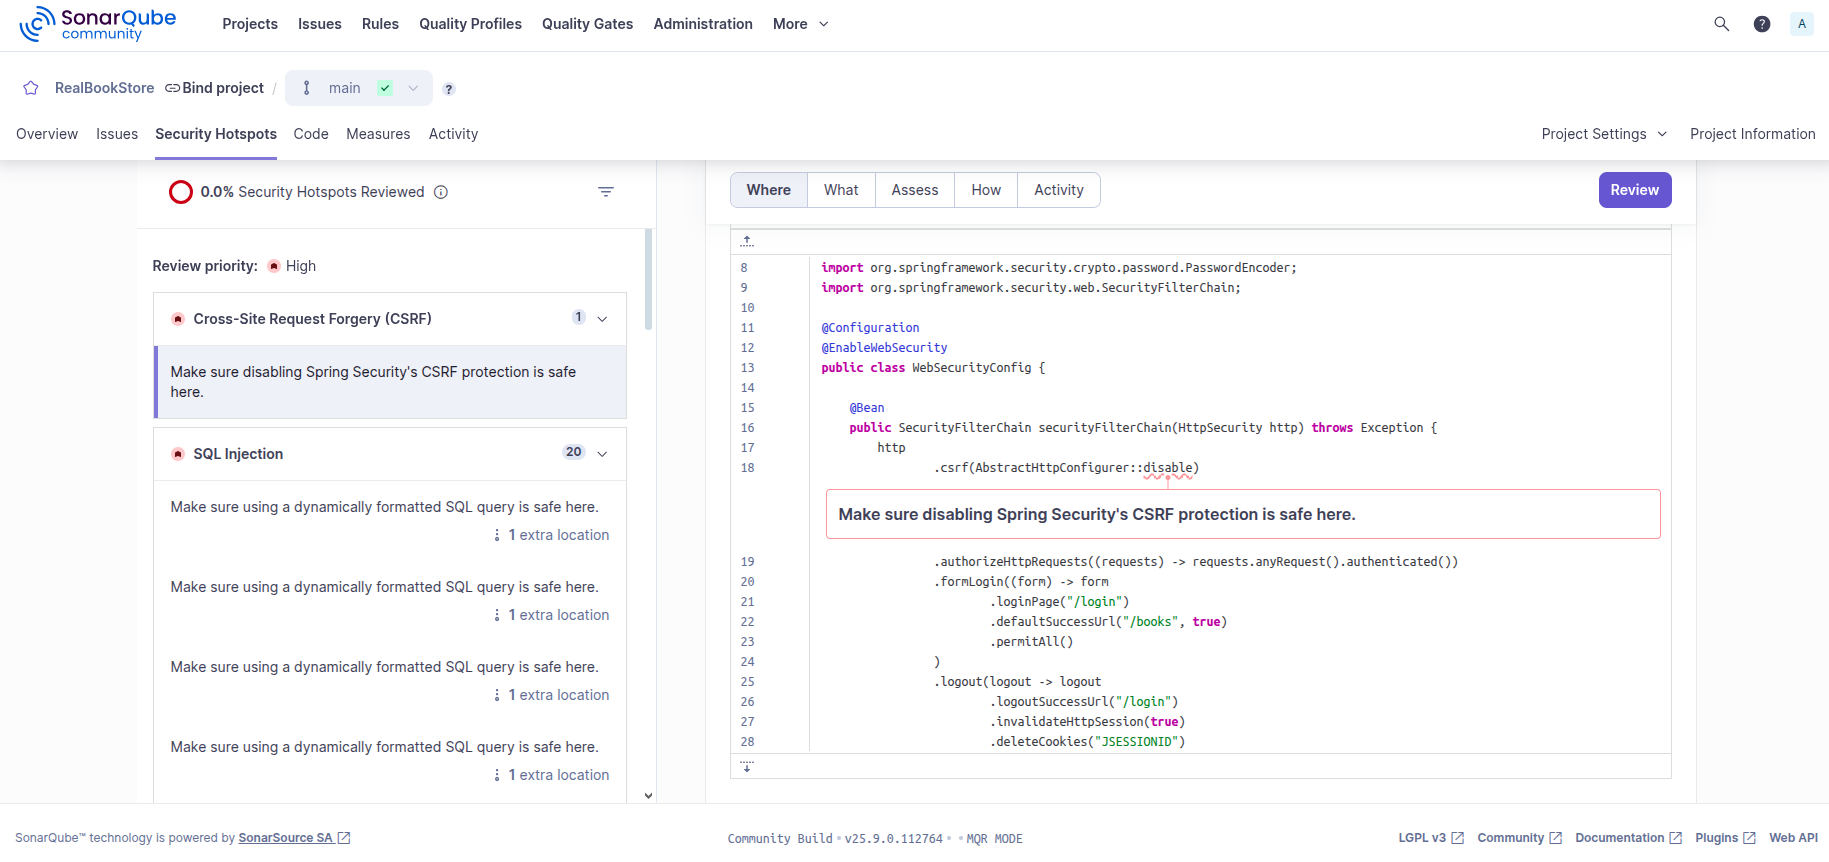 SonarQube community
Projects Issues Rules Quality Profiles Quality Gates Administration More
? A
RealBookStore Bind project / main ?
Overview Issues Security Hotspots Code Measures Activity Project Settings Project Information
0.0% Security Hotspots Reviewed
Review priority: High
Cross-Site Request Forgery (CSRF) 1
Make sure disabling Spring Security's CSRF protection is safe
here.
SQL Injection 20
Make sure using a dynamically formatted SQL query is safe here.
1 extra location
Make sure using a dynamically formatted SQL query is safe here.
1 extra location
Make sure using a dynamically formatted SQL query is safe here.
1 extra location
Make sure using a dynamically formatted SQL query is safe here.
1 extra location
Where What Assess How Activity Review
8 import org.springframework.security.crypto.password.PasswordEncoder;
9 import org.springframework.security.web.SecurityFilterChain;
10
11 @Configuration
12 @EnableWebSecurity
13 public class WebSecurityConfig {
14
15 @Bean
16 public SecurityFilterChain securityFilterChain(HttpSecurity http) throws Exception {
17 http
18 .csrf(AbstractHttpConfigurer::disable)
Make sure disabling Spring Security's CSRF protection is safe here.
19 .authorizeHttpRequests((requests) -> requests.anyRequest().authenticated())
20 .formLogin((form) -> form
21 .loginPage("/login")
22 .defaultSuccessUrl("/books", true)
23 .permitAll()
24 )
25 .logout(logout -> logout
26 .logoutSuccessUrl("/login")
27 .invalidateHttpSession(true)
28 .deleteCookies("JSESSIONID")
SonarQube™ technology is powered by SonarSource SA Community Build • v25.9.0.112764 • • MQR MODE LGPL v3 Community Documentation Plugins Web API